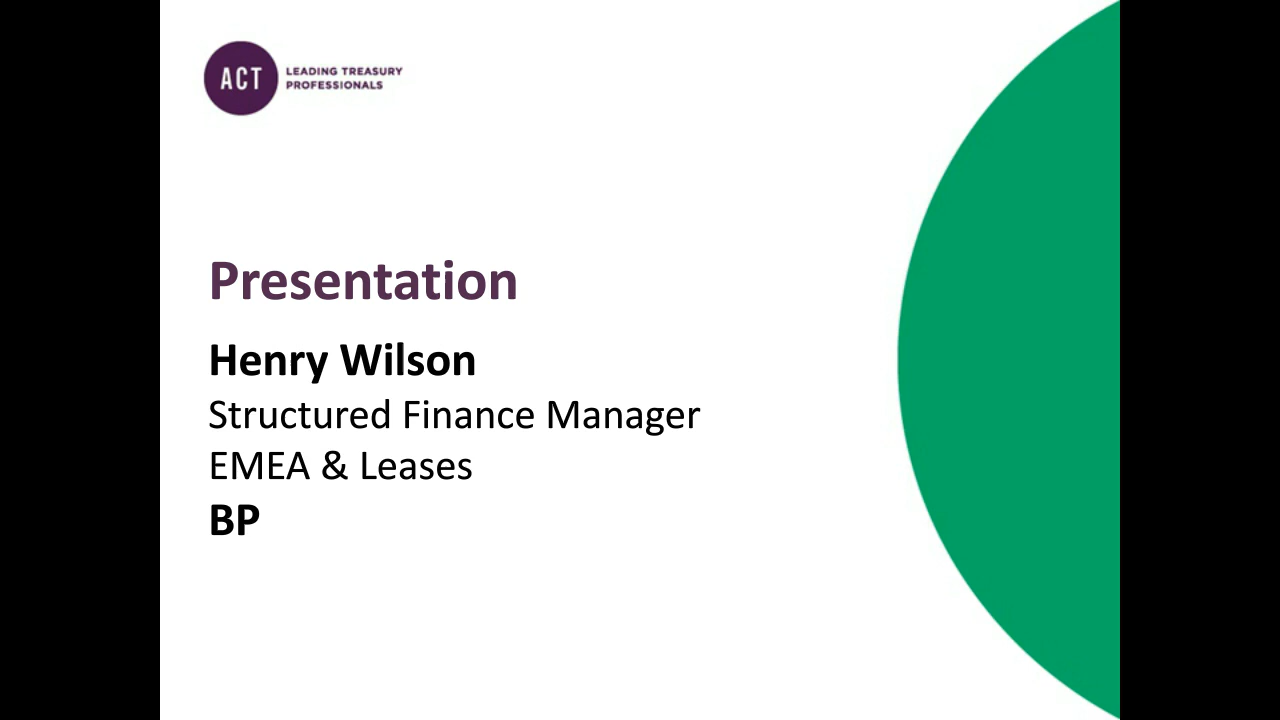 ACT
LEADING TREASURY
PROFESSIONALS
Presentation
Henry Wilson
Structured Finance Manager
EMEA & Leases
BP